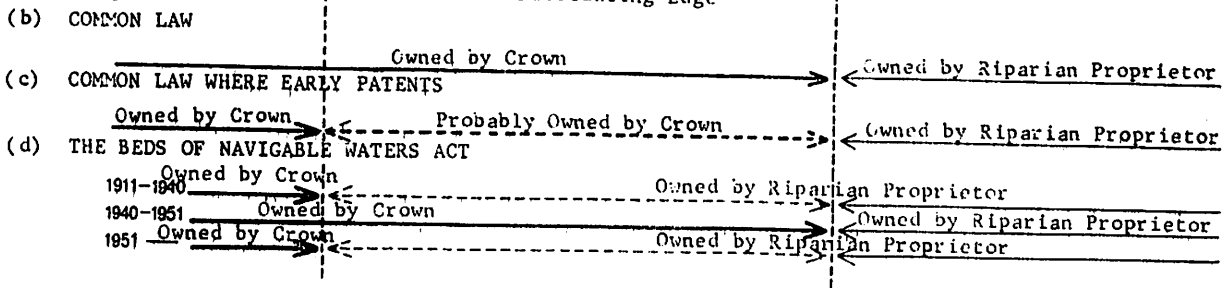 Edge
(b) COMMON LAW
Owned by Crown
Owned by Riparian Proprietor
(c) COMMON LAW WHERE EARLY PATENTS
Owned by Crown Probably Owned by Crown Owned by Riparian Proprietor
(d) THE BEDS OF NAVIGABLE WATERS ACT
1911-1940 Owned by Crown Owned by Riparian Proprietor
1940-1951 Owned by Crown Owned by Riparian Proprietor
1951 — Owned by Crown Owned by Riparian Proprietor